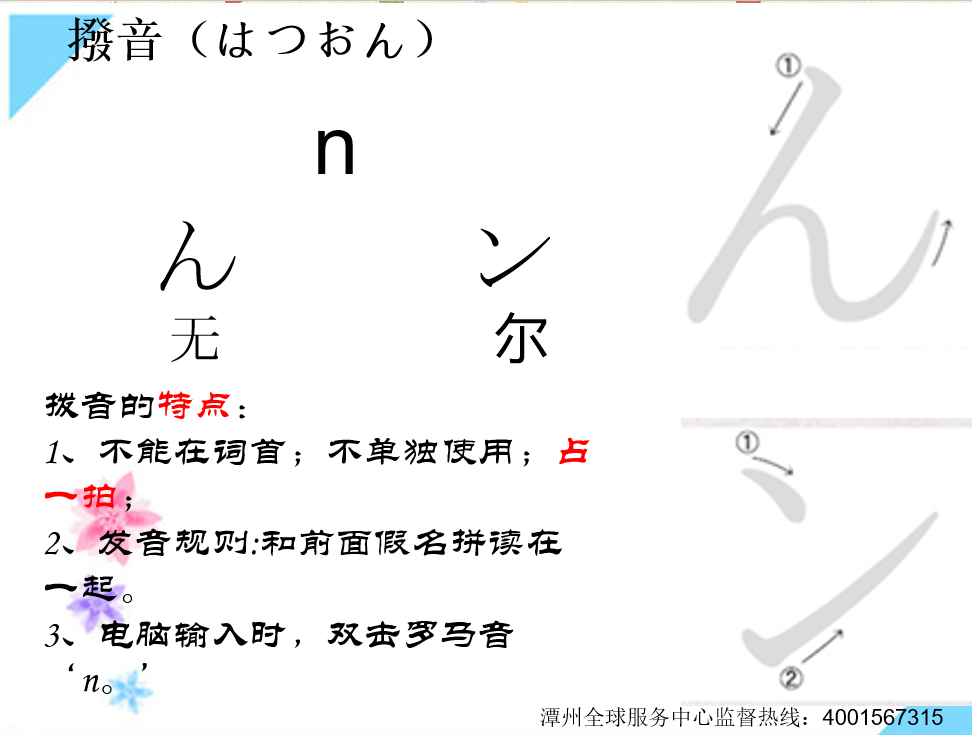 撥音（はつおん）
n
ん ン
无 尔
拨音的特点：
1、不能在词首；不单独使用；占
一拍；
2、发音规则:和前面假名拼读在
一起。
3、电脑输入时，双击罗马音
‘n。’
①
ん
①
ン
②
潭州全球服务中心监督热线：4001567315